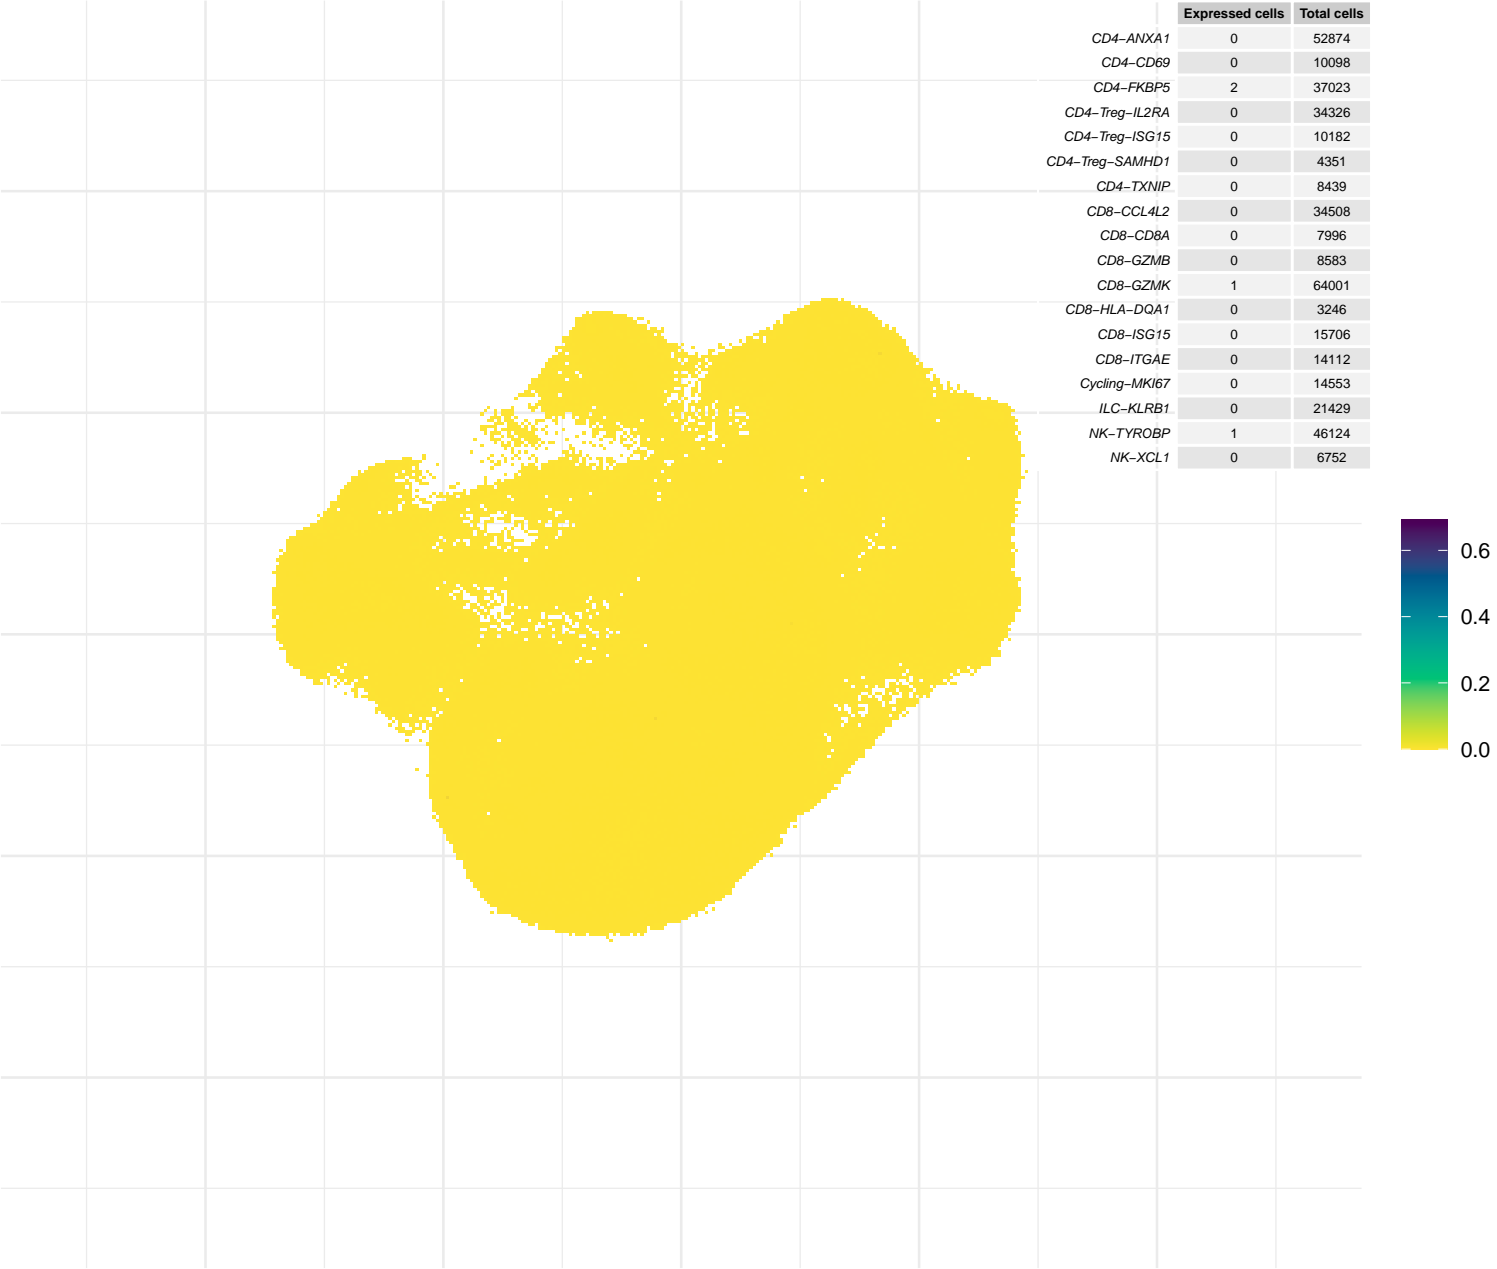 Expressed cells Total cells
CD4−ANXA1 0 52874
CD4−CD69 0 10098
CD4−FKBP5 2 37023
CD4−Treg−IL2RA 0 34326
CD4−Treg−ISG15 0 10182
CD4−Treg−SAMHD1 0 4351
CD4−TXNIP 0 8439
CD8−CCL4L2 0 34508
CD8−CD8A 0 7996
CD8−GZMB 0 8583
CD8−GZMK 1 64001
CD8−HLA−DQA1 0 3246
CD8−ISG15 0 15706
CD8−ITGAE 0 14112
Cycling−MKI67 0 14553
ILC−KLRB1 0 21429
NK−TYROBP 1 46124
NK−XCL1 0 6752
0.6
0.4
0.2
0.0